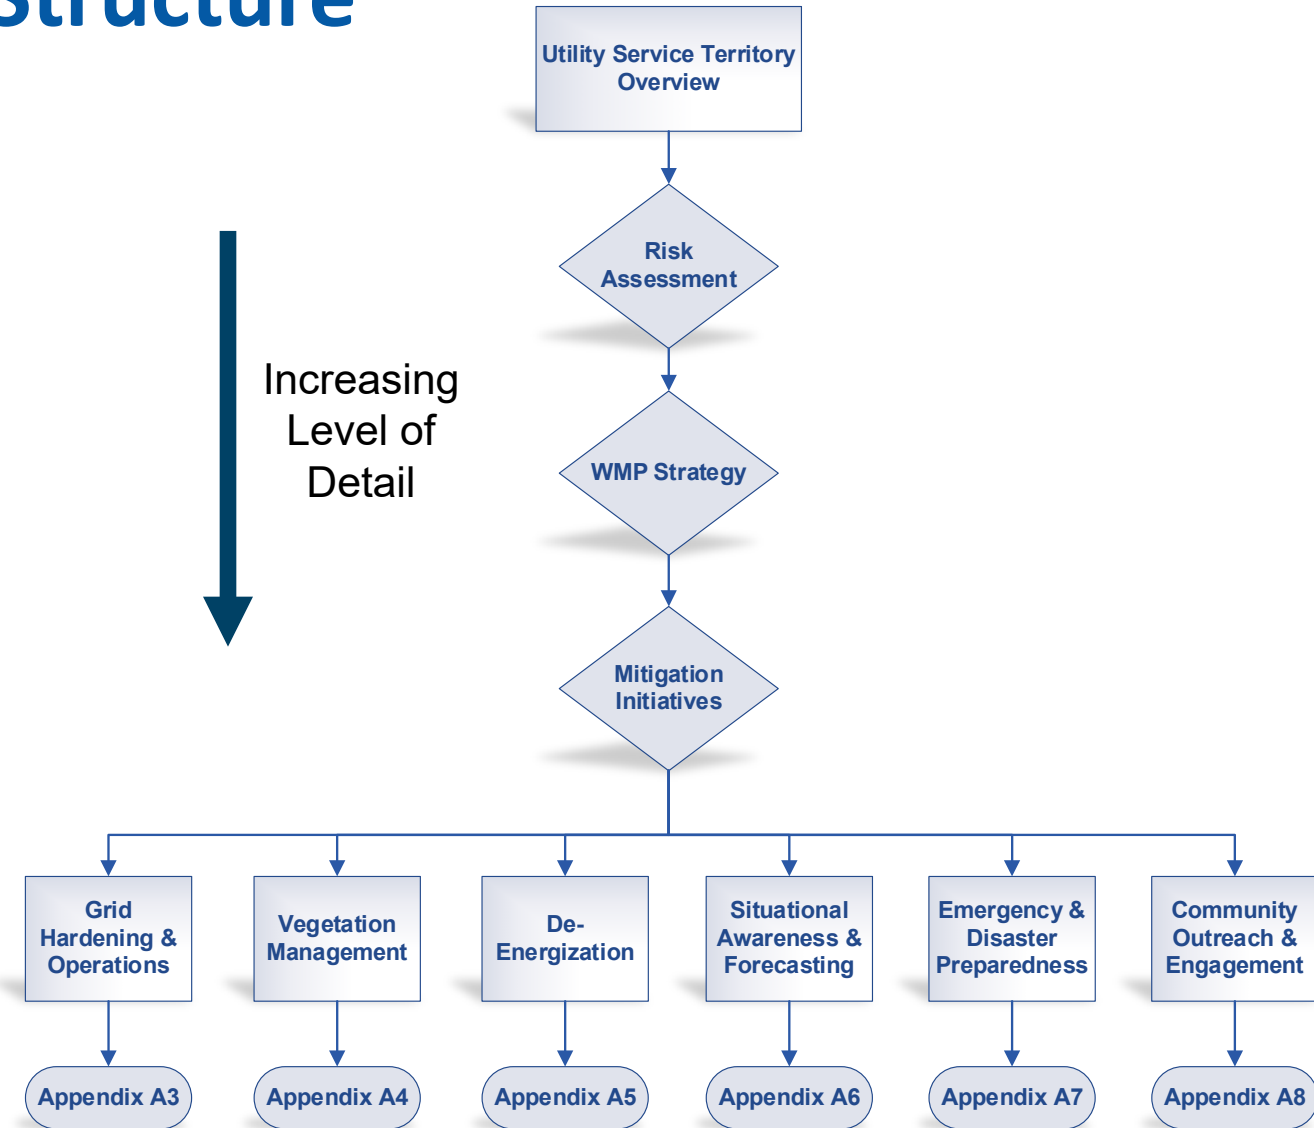 Structure
Utility Service Territory
Overview
Risk
Assessment
Increasing
Level of
Detail
WMP Strategy
Mitigation
Initiatives
Grid
Hardening &
Operations
Vegetation
Management
De-
Energization
Situational
Awareness &
Forecasting
Emergency &
Disaster
Preparedness
Community
Outreach &
Engagement
Appendix A3
Appendix A4
Appendix A5
Appendix A6
Appendix A7
Appendix A8